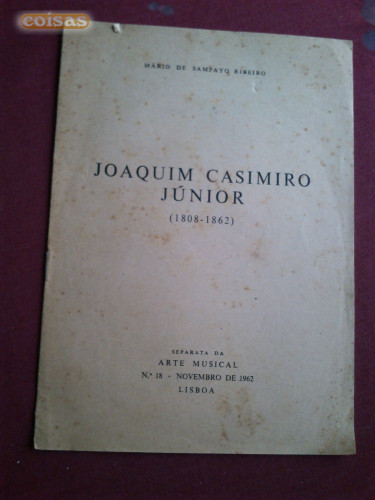 coisas
MÁRIO DE SAMPAYO RIBEIRO
JOAQUIM CASIMIRO
JÚNIOR
(1808-1862)
SEPARATA DA
ARTE MUSICAL
N.º 18 - NOVEMBRO DE 1962
LISBOA